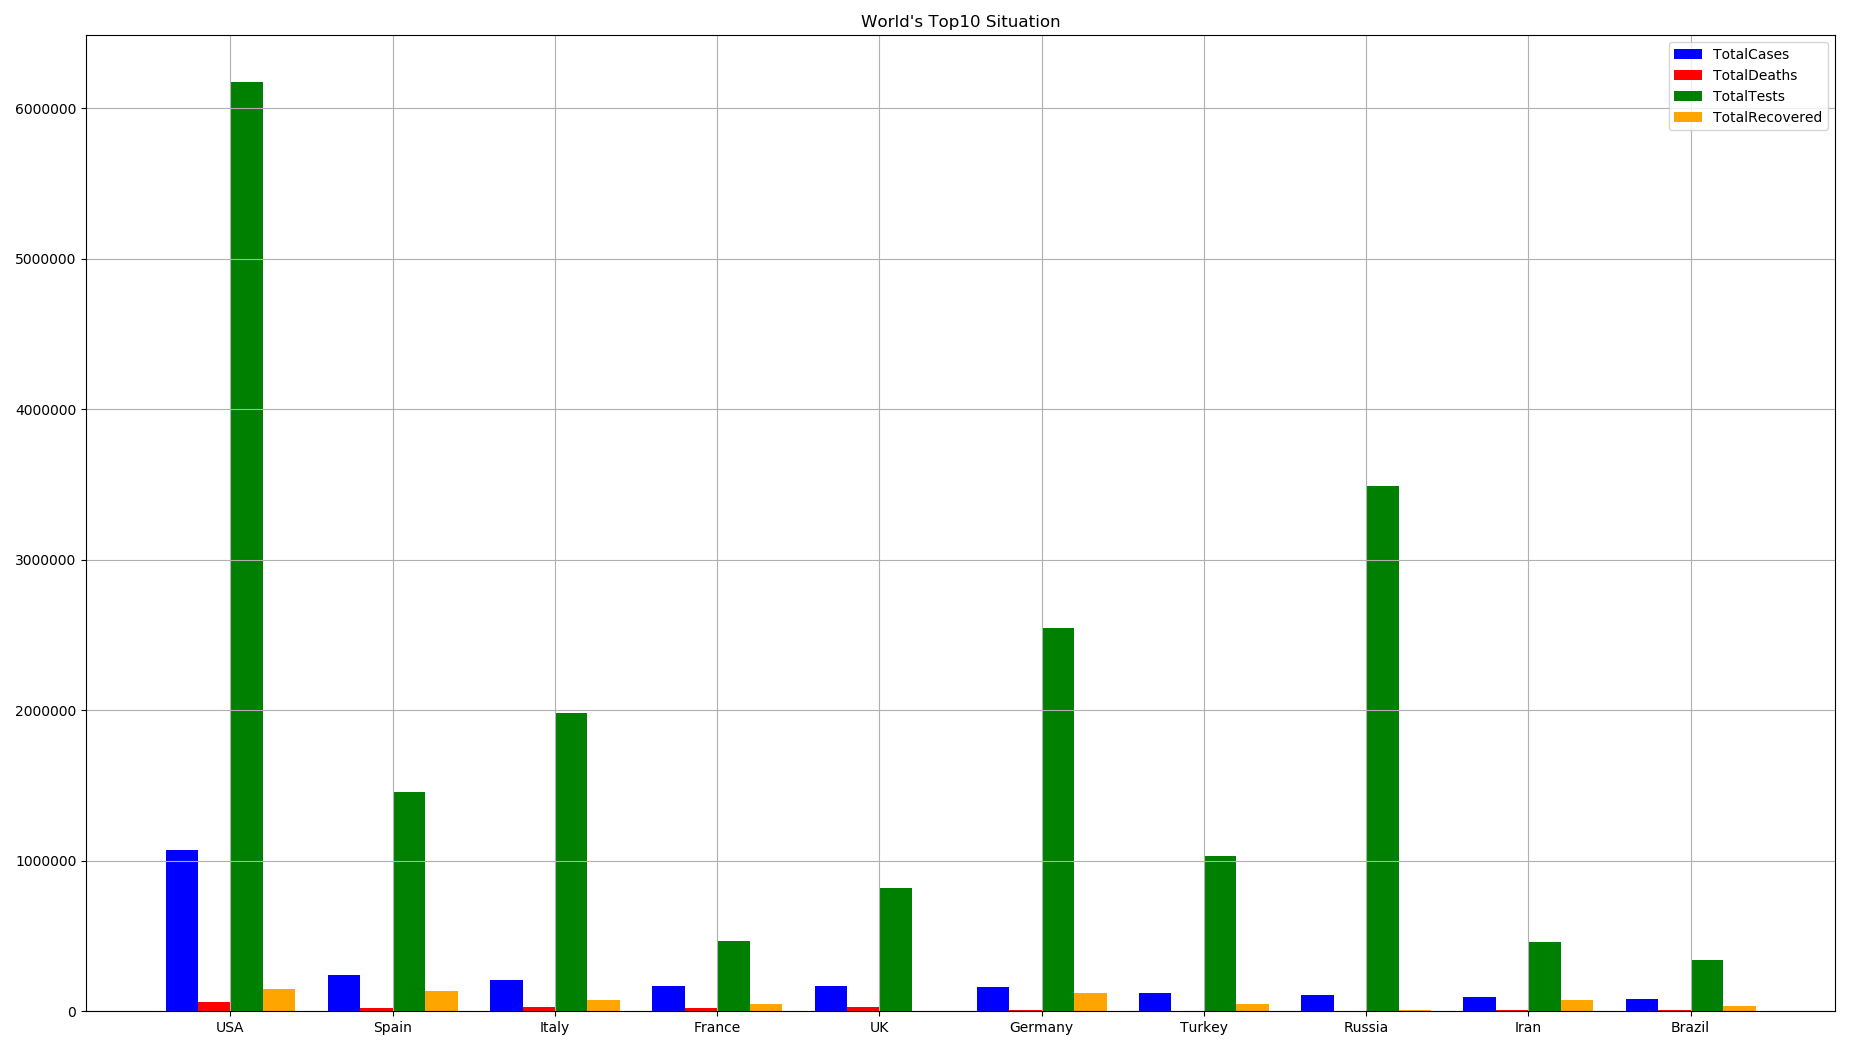 World's Top10 Situation
TotalCases
TotalDeaths
TotalTests
TotalRecovered
6000000
5000000
4000000
3000000
2000000
1000000
0
USA Spain Italy France UK Germany Turkey Russia Iran Brazil